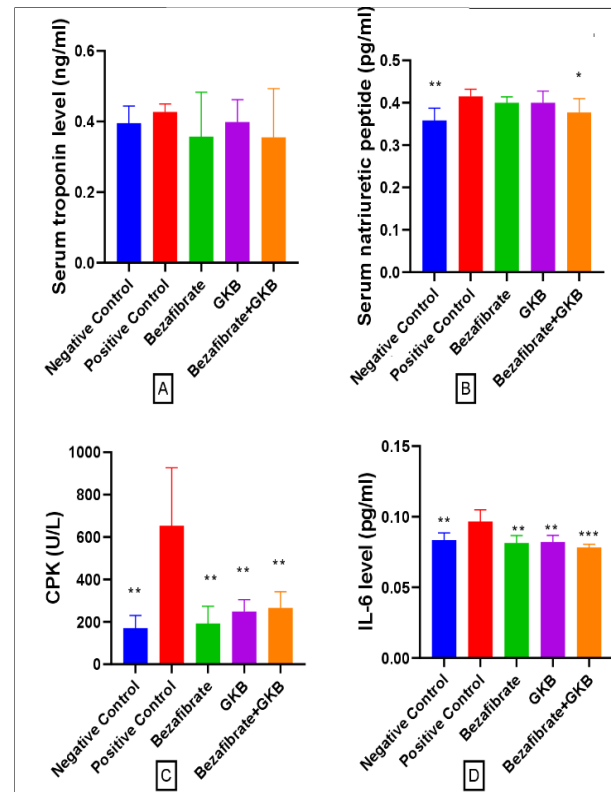 Serum troponin level (ng/ml)
0.8
0.6
0.4
0.2
0.0
Negative Control
Positive Control
Bezafibrate
GKB
Bezafibrate+GKB
A
Serum natriuretic peptide (pg/ml)
0.5
0.4
0.3
0.2
0.1
0.0
**
*
Negative Control
Positive Control
Bezafibrate
GKB
Bezafibrate+GKB
B
CPK (U/L)
1000
800
600
400
200
0
**
**
**
**
Negative Control
Positive Control
Bezafibrate
GKB
Bezafibrate+GKB
C
IL-6 level (pg/ml)
0.15
0.10
0.05
0.00
**
**
**
***
Negative Control
Positive Control
Bezafibrate
GKB
Bezafibrate+GKB
D